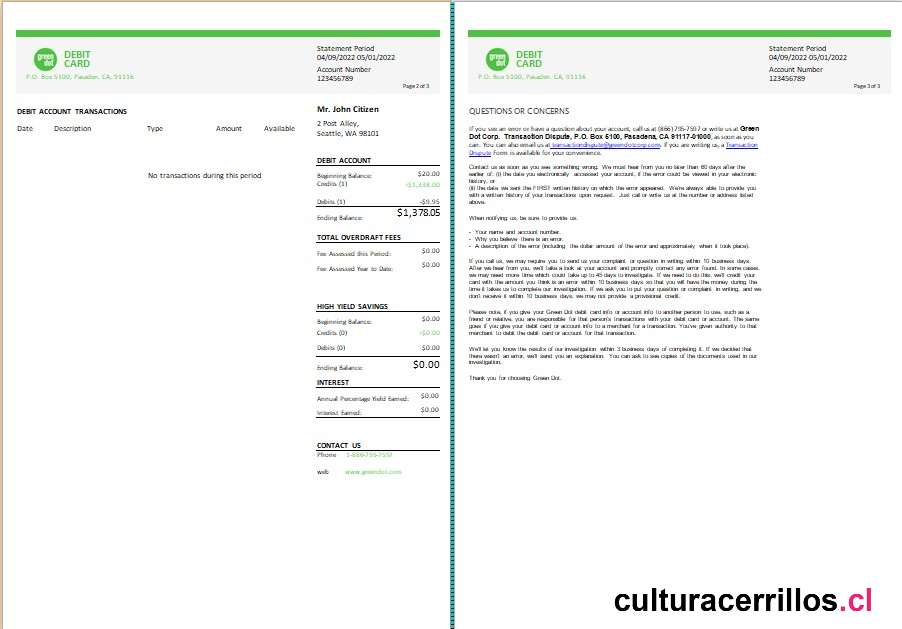 green
dot
DEBIT
CARD
P.O. Box 5100, Pasaden. CA, 91116
Statement Period
04/09/2022 05/01/2022
Account Number
123456789
Page 2 of 3
DEBIT ACCOUNT TRANSACTIONS
Date Description Type Amount Available
No transactions during this period
Mr. John Citizen
2 Post Alley,
Seattle, WA 98101
DEBIT ACCOUNT
Beginning Balance: $20.00
Credits (1) +$1,338.00
Debits (1) -$9.95
Ending Balance: $1,378.05
TOTAL OVERDRAFT FEES
Fee Assessed this Period: $0.00
Fee Assessed Year to Date: $0.00
HIGH YIELD SAVINGS
Beginning Balance: $0.00
Credits (0) +$0.00
Debits (0) $0.00
Ending Balance: $0.00
INTEREST
Annual Percentage Yield Earned: $0.00
Interest Earned: $0.00
CONTACT US
Phone 1-866-795-7597
web www.greendot.com
green
dot
DEBIT
CARD
P.O. Box 5100, Pasaden. CA, 91116
Statement Period
04/09/2022 05/01/2022
Account Number
123456789
Page 3 of 3
QUESTIONS OR CONCERNS
If you see an error or have a question about your account, call us at (866) 795-7597 or write us at Green
Dot Corp. Transaction Dispute, P.O. Box 5100, Pasadena, CA 91117-01000, as soon as you
can. You can also email us at transactiondispute@greendotcorp.com. If you are writing us, a Transaction
Dispute Form is available for your convenience.
Contact us as soon as you see something wrong. We must hear from you no later than 60 days after the
earlier of: (i) the date you electronically accessed your account, if the error could be viewed in your electronic
history, or
(ii) the date we sent the FIRST written history on which the error appeared. We're always able to provide you
with a written history of your transactions upon request. Just call or write us at the number or address listed
above.
When notifying us, be sure to provide us:
- Your name and account number.
- Why you believe there is an error.
- A description of the error (including the dollar amount of the error and approximately when it took place).
If you call us, we may require you to send us your complaint or question in writing within 10 business days.
After we hear from you, we'll take a look at your account and promptly correct any error found. In some cases,
we may need more time which could take up to 45 days to investigate. If we need to do this, we'll credit your
card with the amount you think is an error within 10 business days so that you will have the money during the
time it takes us to complete our investigation. If we ask you to put your question or complaint in writing, and we
don't receive it within 10 business days, we may not provide a provisional credit.
Please note, if you give your Green Dot debit card info or account info to another person to use, such as a
friend or relative, you are responsible for that person's transactions with your debit card or account. The same
goes if you give your debit card or account info to a merchant for a transaction. You've given authority to that
merchant to debit the debit card or account for that transaction.
We'll let you know the results of our investigation within 3 business days of completing it. If we decided that
there wasn't an error, we'll send you an explanation. You can ask to see copies of the documents used in our
investigation.
Thank you for choosing Green Dot.
culturacerrillos.cl